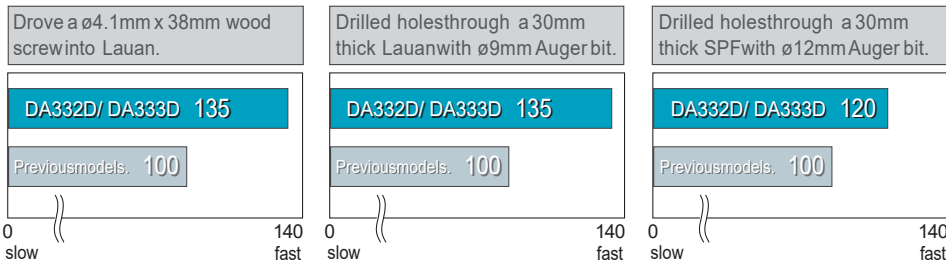 Drove a ø4.1mm x 38mm wood
screwinto Lauan.
DA332D/ DA333D 135
Previousmodels. 100
0 140
slow fast
Drilled holesthrough a 30mm
thick Lauanwith ø9mm Auger bit.
DA332D/ DA333D 135
Previousmodels. 100
0 140
slow fast
Drilled holesthrough a 30mm
thick SPFwith ø12mm Auger bit.
DA332D/ DA333D 120
Previousmodels. 100
0 140
slow fast